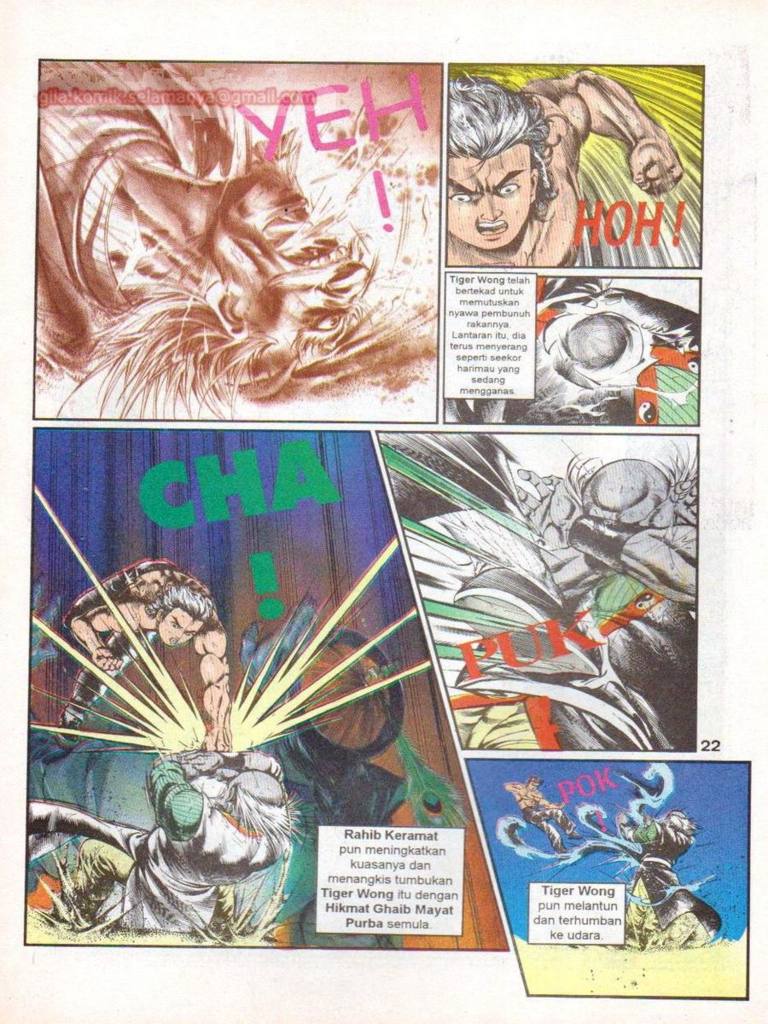 gila-komik-selamanya@gmail.com
YEH
!
HOH!
Tiger Wong telah
bertekad untuk
memutuskan
nyawa pembunuh
rakannya.
Lantaran itu, dia
terus menyerang
seperti seekor
harimau yang
sedang
mengganas.
CHA
!
PUK
22
Rahib Keramat
pun meningkatkan
kuasanya dan
menangkis tumbukan
Tiger Wong itu dengan
Hikmat Ghaib Mayat
Purba semula.
POK
!
Tiger Wong
pun melantun
dan terhumban
ke udara.